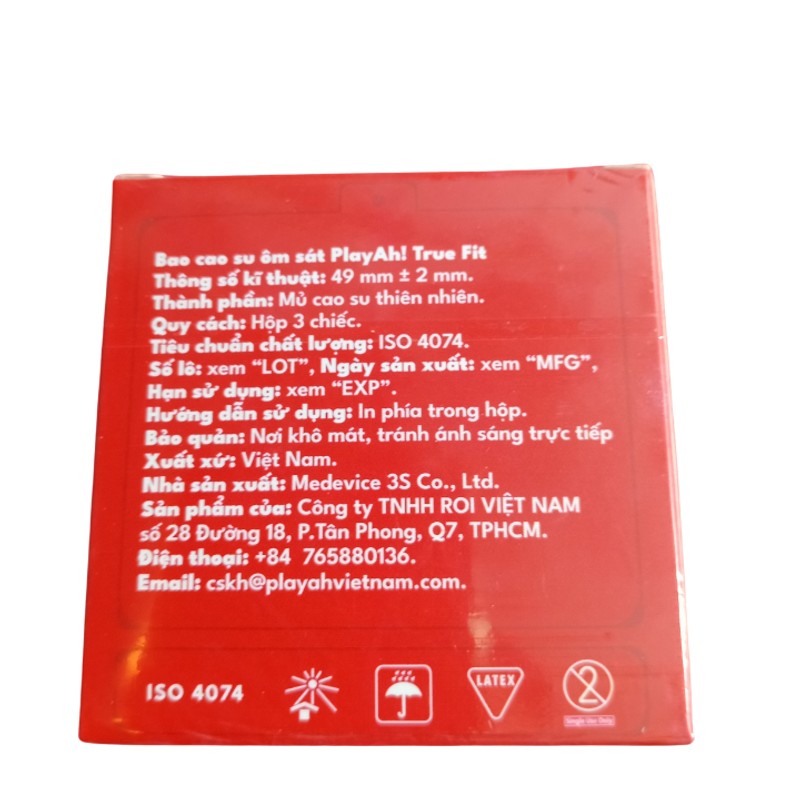 Bao cao su ôm sát PlayAh! True Fit
Thông số kĩ thuật: 49 mm ± 2 mm.
Thành phần: Mủ cao su thiên nhiên.
Quy cách: Hộp 3 chiếc.
Tiêu chuẩn chất lượng: ISO 4074.
Số lô: xem “LOT”, Ngày sản xuất: xem “MFG”,
Hạn sử dụng: xem “EXP”.
Hướng dẫn sử dụng: In phía trong hộp.
Bảo quản: Nơi khô mát, tránh ánh sáng trực tiếp
Xuất xứ: Việt Nam.
Nhà sản xuất: Medevice 3S Co., Ltd.
Sản phẩm của: Công ty TNHH ROI VIỆT NAM
số 28 Đường 18, P.Tân Phong, Q7, TPHCM.
Điện thoại: +84 765880136.
Email: cskh@playahvietnam.com.
ISO 4074
LATEX
2
Single Use Only